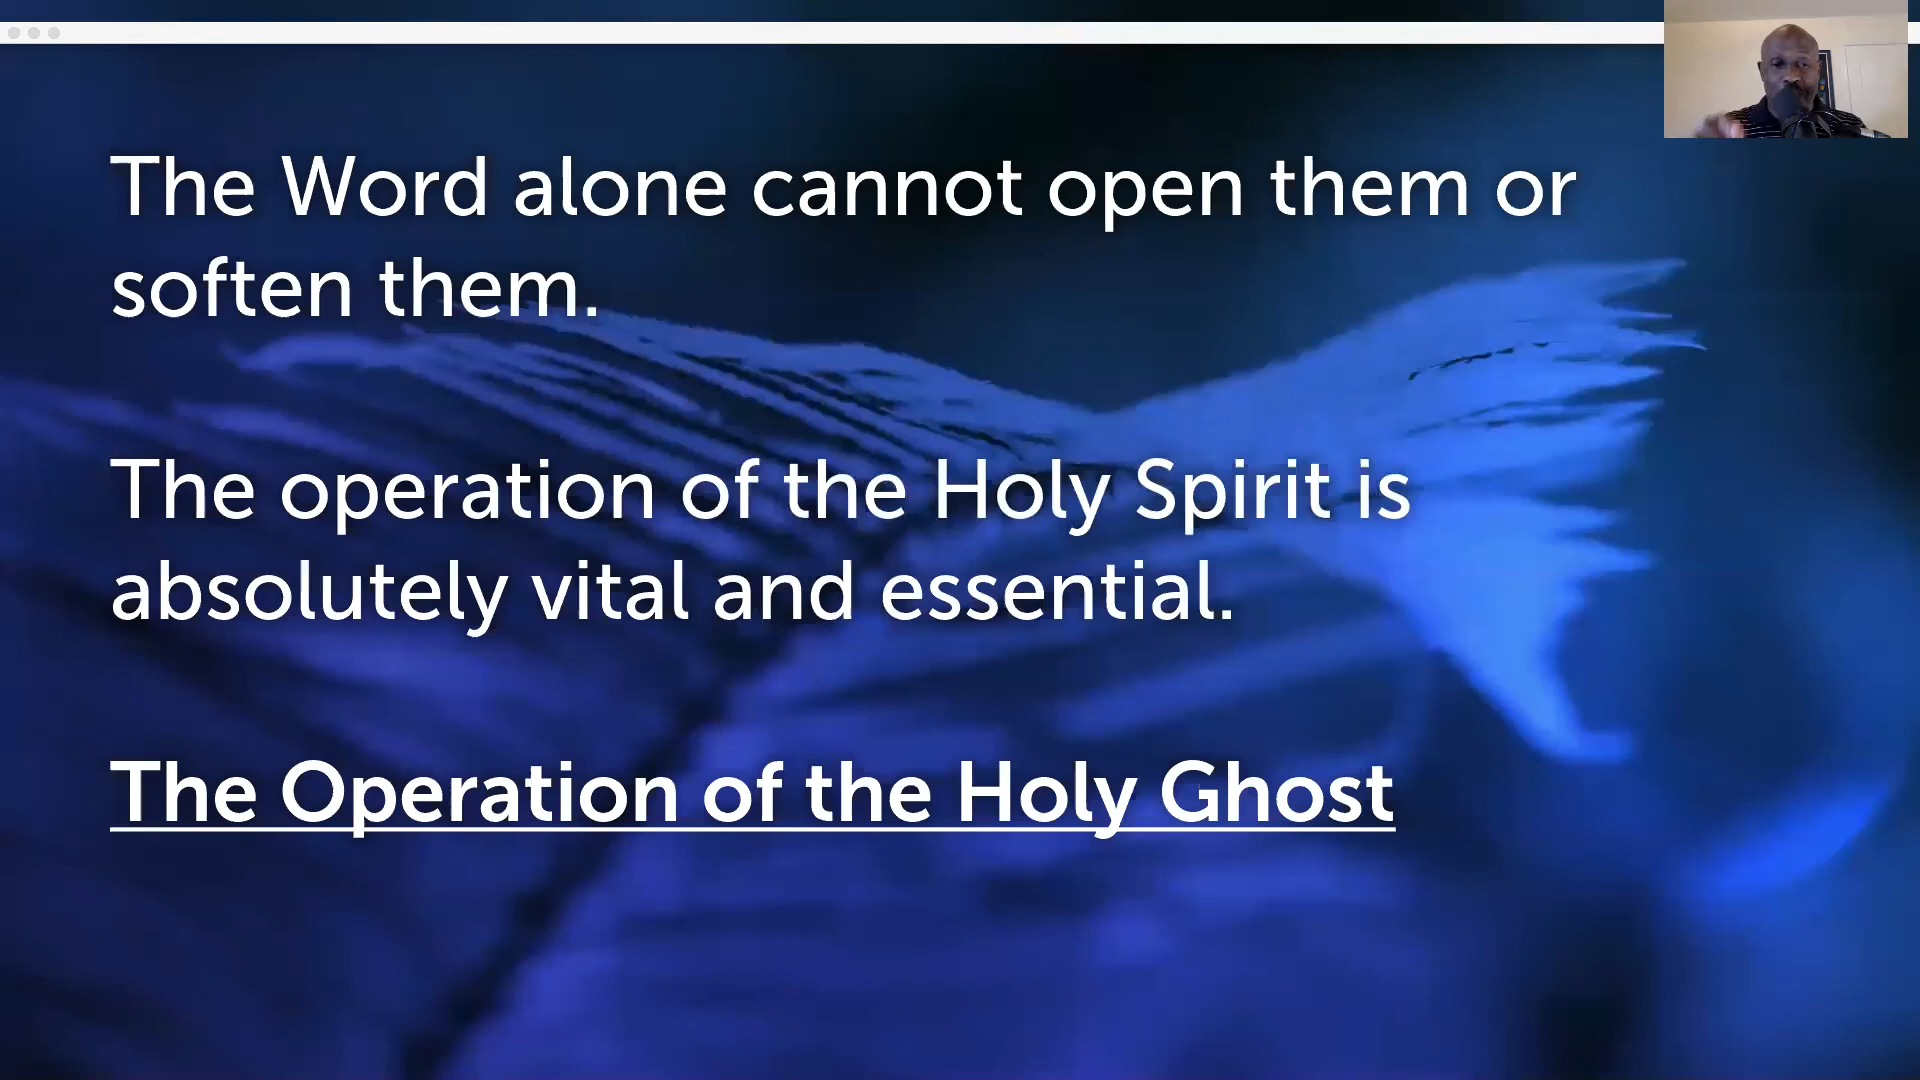 The Word alone cannot open them or
soften them.
The operation of the Holy Spirit is
absolutely vital and essential.
The Operation of the Holy Ghost